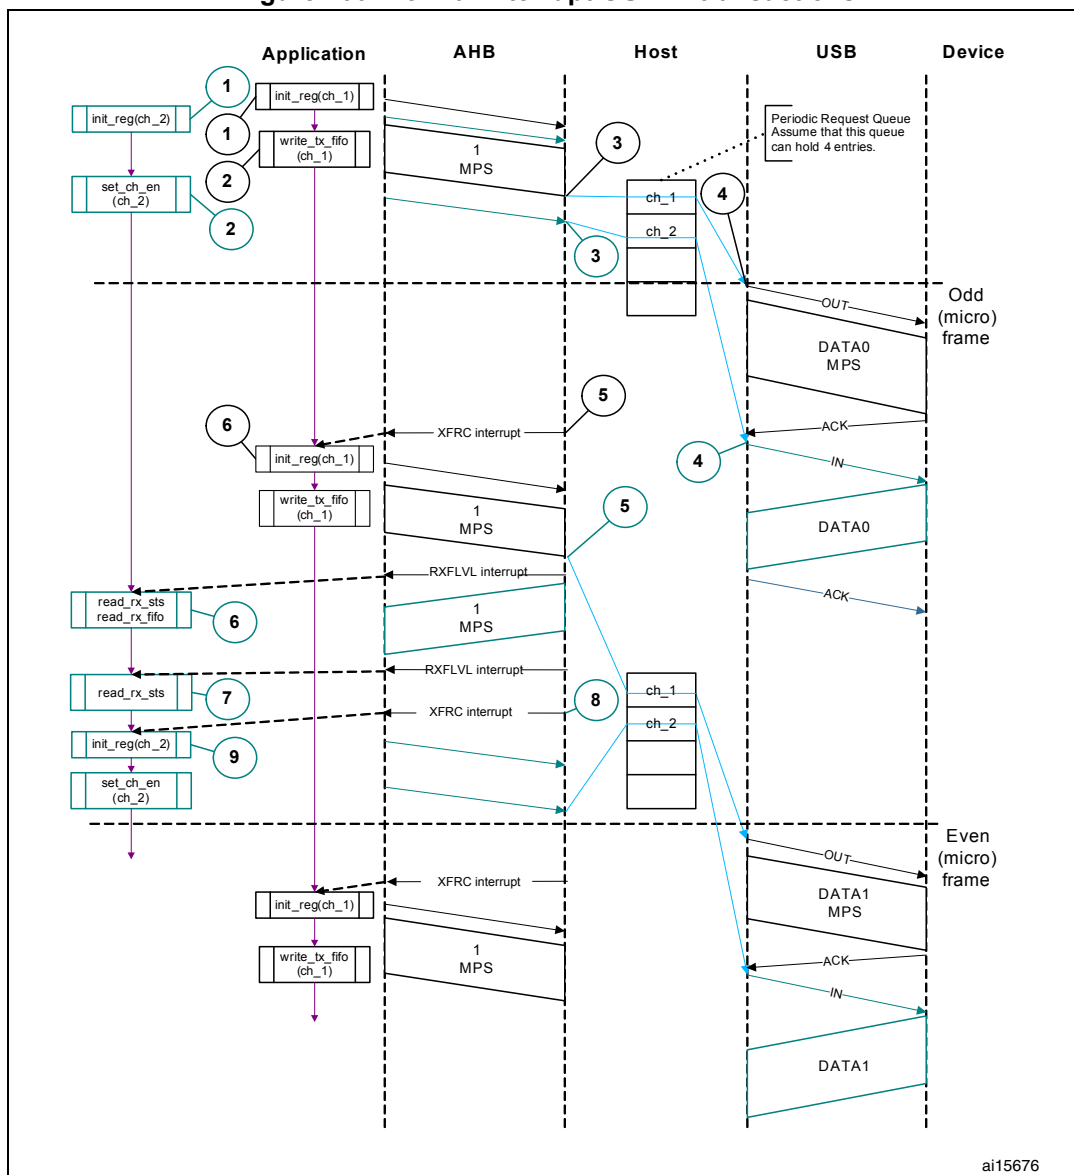 Application
AHB
Host
USB
Device
1
init_reg(ch_1)
init_reg(ch_2)
1
Periodic Request Queue
Assume that this queue
can hold 4 entries.
write_tx_fifo
(ch_1)
1
MPS
3
2
4
set_ch_en
(ch_2)
ch_1
2
ch_2
3
Odd
(micro)
frame
OUT
DATA0
MPS
5
6
XFRC interrupt
ACK
init_reg(ch_1)
4
IN
write_tx_fifo
(ch_1)
1
MPS
5
DATA0
RXFLVL interrupt
read_rx_sts
read_rx_fifo
6
1
MPS
ACK
RXFLVL interrupt
read_rx_sts
7
ch_1
XFRC interrupt
8
ch_2
init_reg(ch_2)
9
set_ch_en
(ch_2)
Even
(micro)
frame
OUT
XFRC interrupt
init_reg(ch_1)
DATA1
MPS
write_tx_fifo
(ch_1)
1
MPS
ACK
IN
DATA1
ai15676